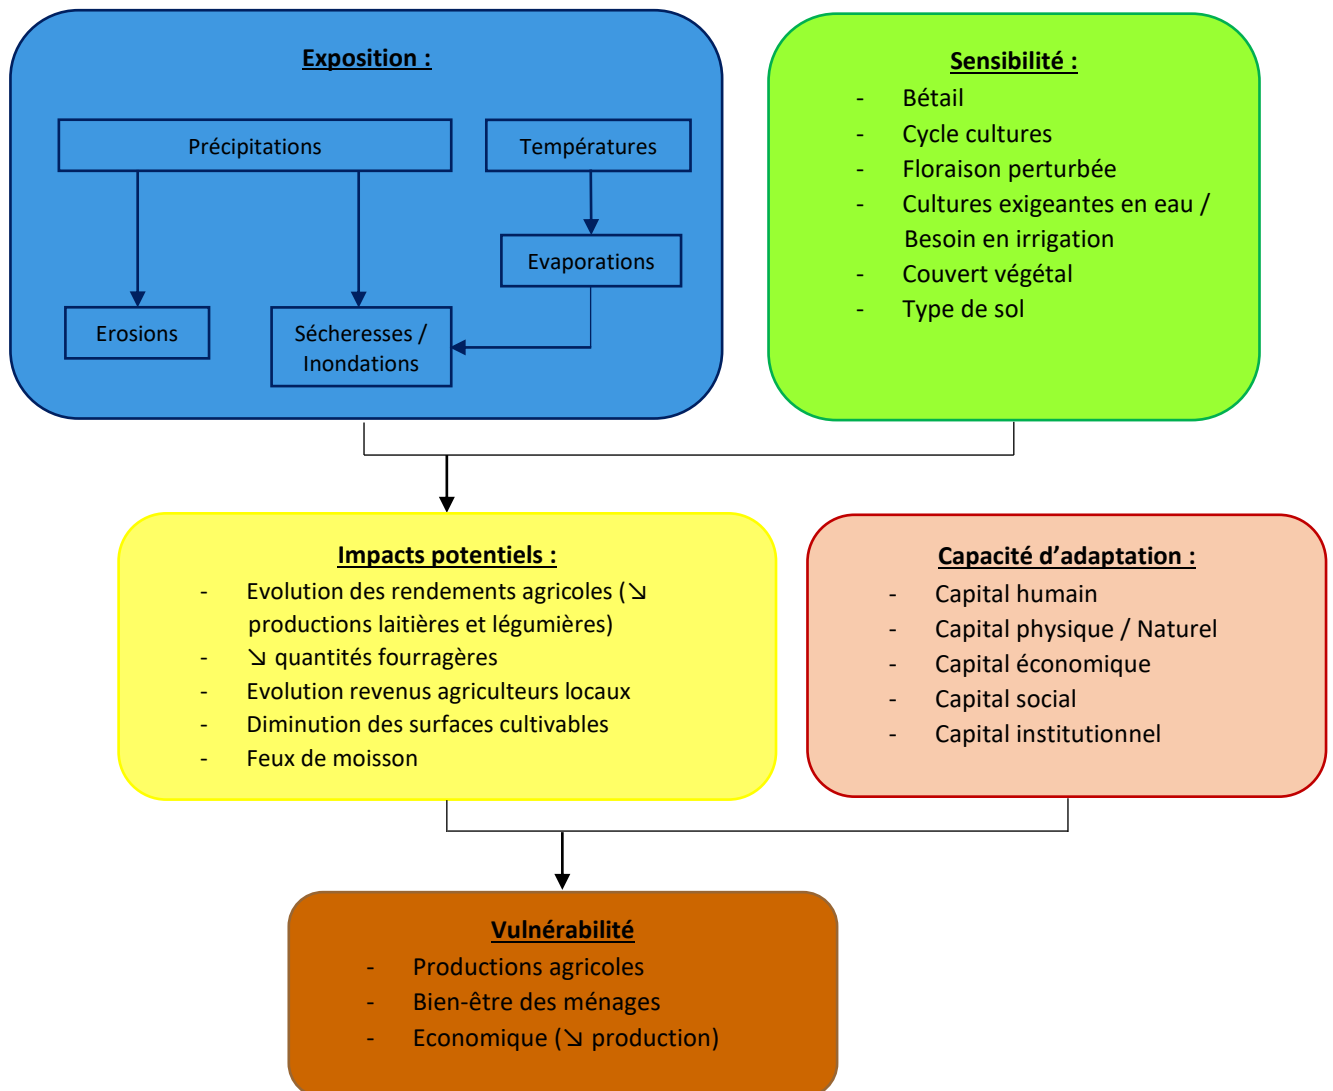 Exposition :
Précipitations
Températures
Evaporations
Erosions
Sécheresses /
Inondations
Sensibilité :
- Bétail
- Cycle cultures
- Floraison perturbée
- Cultures exigeantes en eau /
Besoin en irrigation
- Couvert végétal
- Type de sol
Impacts potentiels :
- Evolution des rendements agricoles (↘
productions laitières et légumières)
- ↘ quantités fourragères
- Evolution revenus agriculteurs locaux
- Diminution des surfaces cultivables
- Feux de moisson
Capacité d’adaptation :
- Capital humain
- Capital physique / Naturel
- Capital économique
- Capital social
- Capital institutionnel
Vulnérabilité
- Productions agricoles
- Bien-être des ménages
- Economique (↘ production)